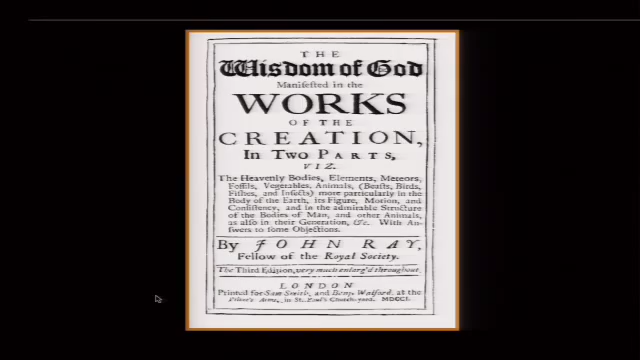 THE
Wisdom of God
Manifested in the
WORKS
OF THE
CREATION,
In Two PARTS,
VIZ.
The Heavenly Bodies, Elements, Meteors,
Fossils, Vegetables, Animals, (Beasts, Birds,
Fishes, and Insects) more particularly in the
Body of the Earth, its Figure, Motion, and
Consistency, and in the admirable Structure
of the Bodies of Man, and other Animals,
as also in their Generation, &c. With An-
swers to some Objections.
By JOHN RAY,
Fellow of the Royal Society.
The Third Edition, very much enlarg'd throughout.
LONDON
Printed for Sam. Smith, and Benj. Walford, at the
Prince's Arms, in St. Paul's Church-yard. MDCCI.